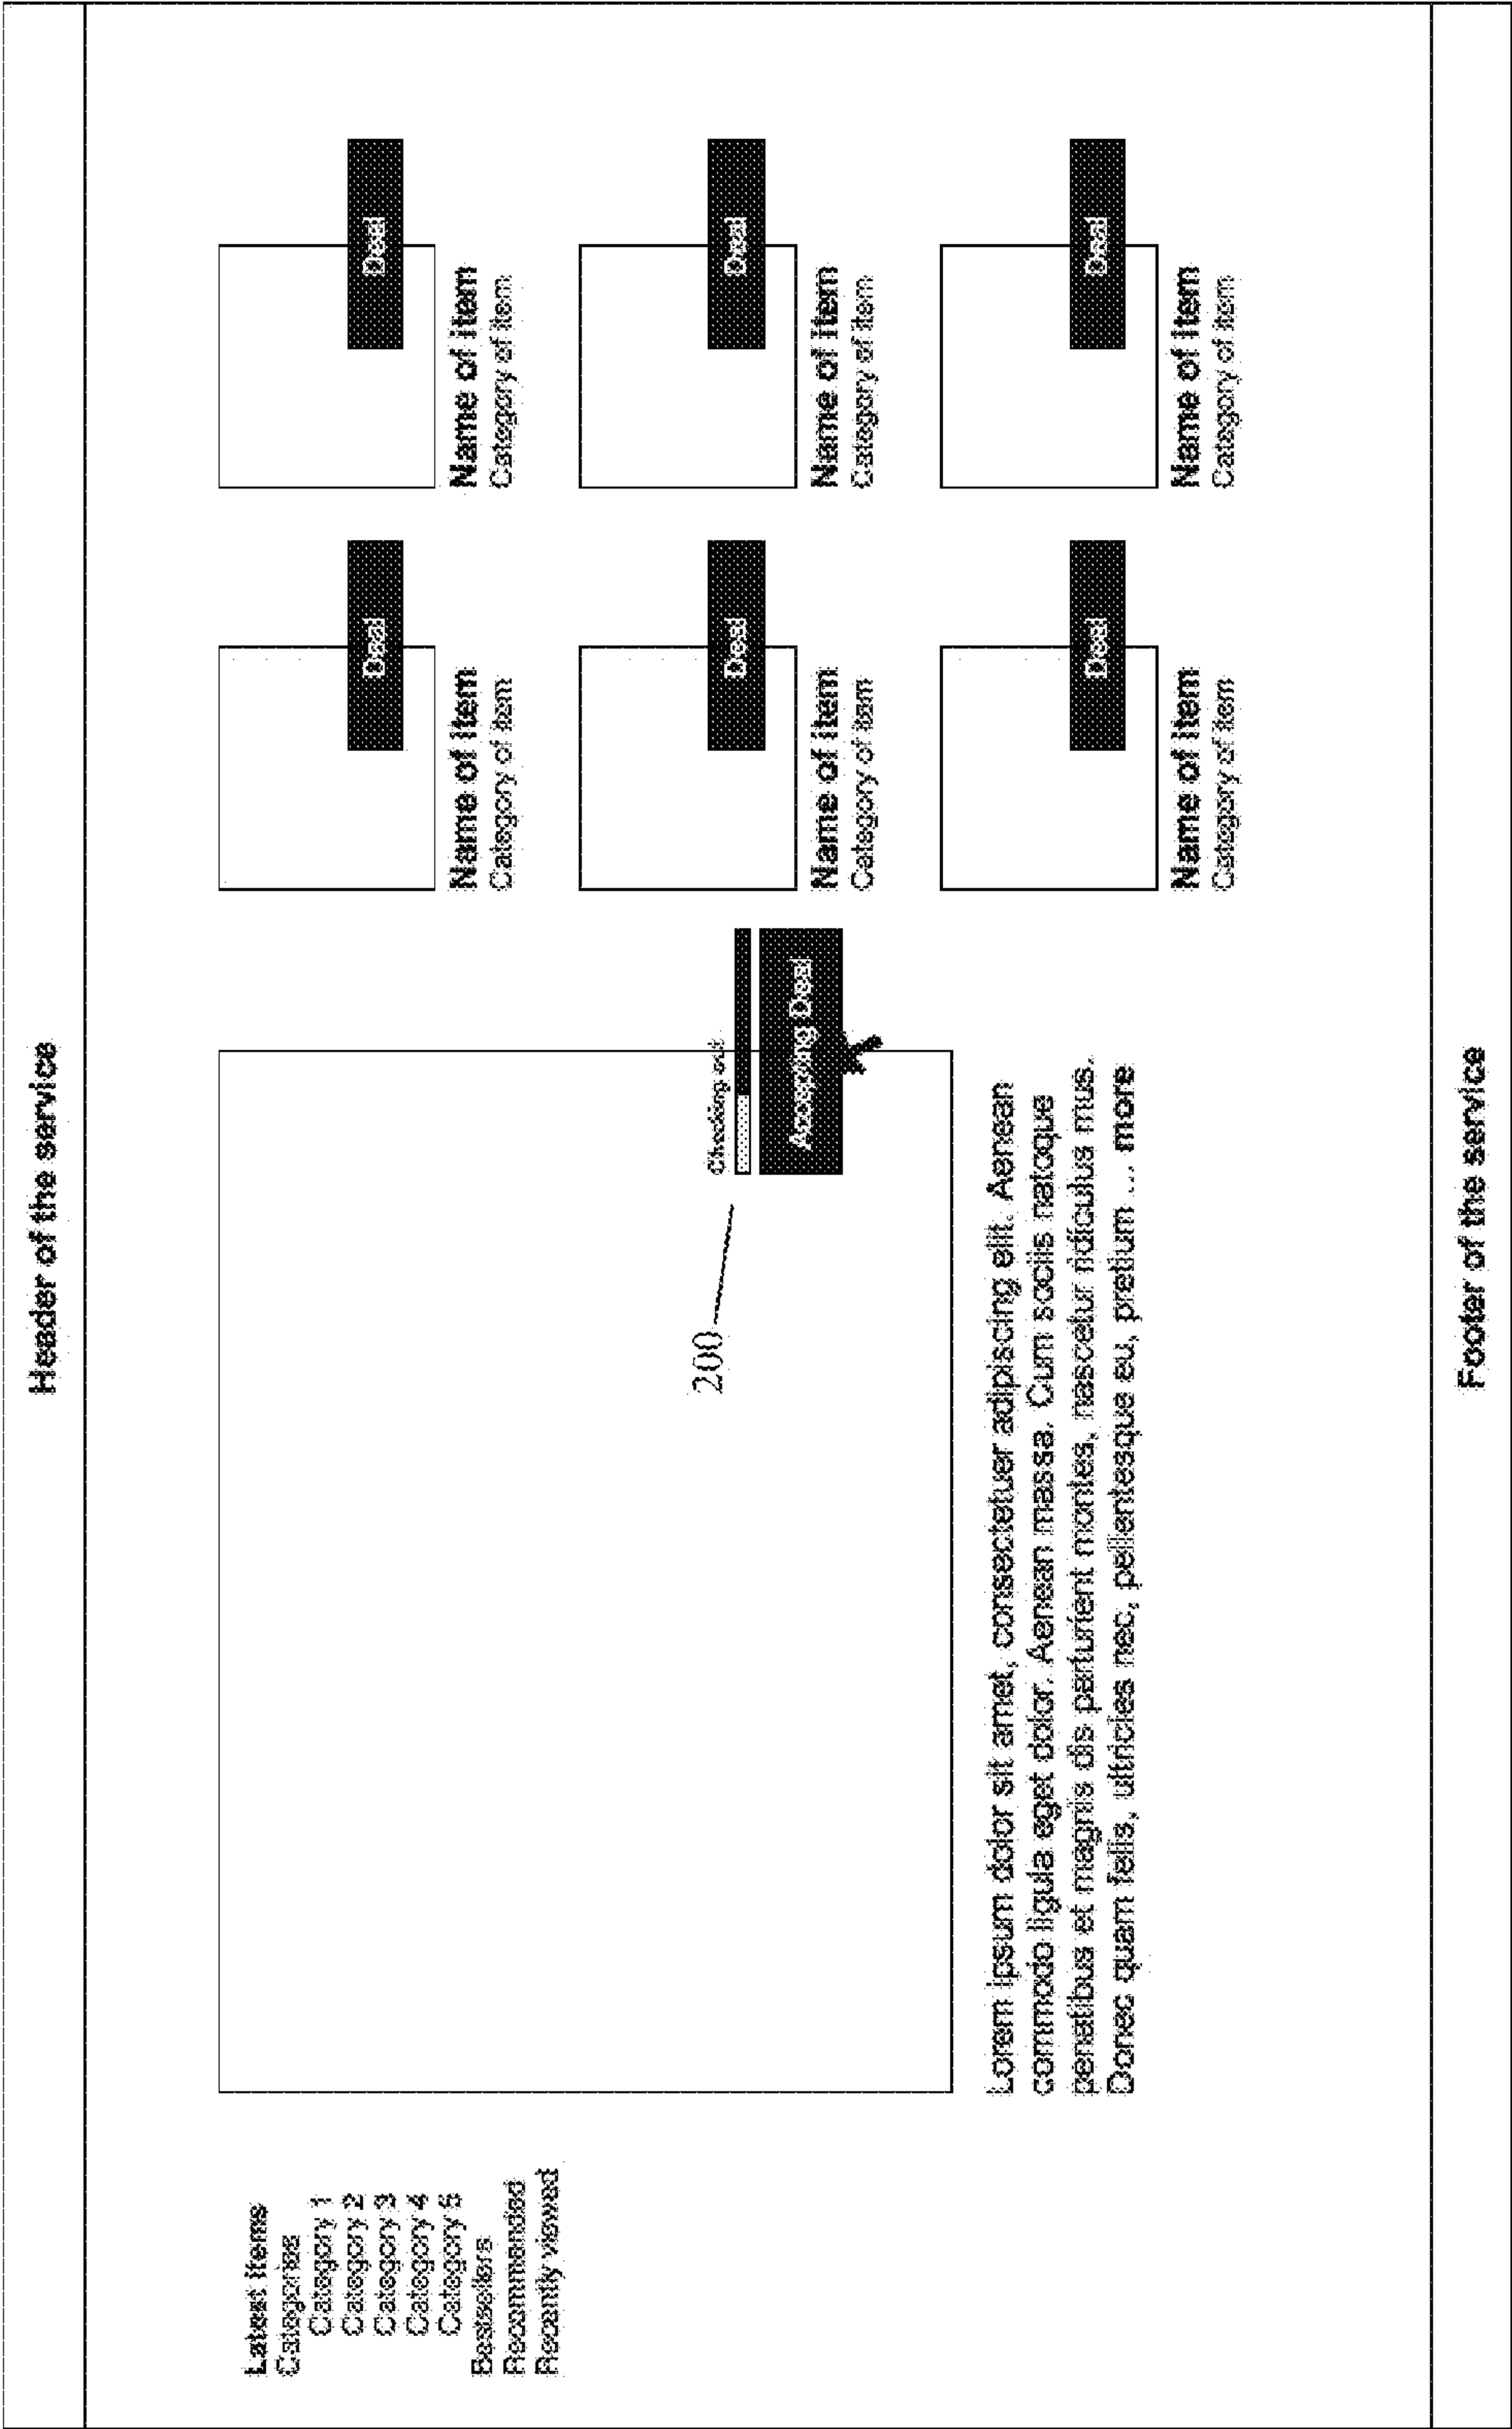 Header of the service
Latest items
Categories
Category 1
Category 2
Category 3
Category 4
Category 5
Bestsellers
Recommended
Recently viewed
200
Checking out
Accepting Deal
Lorem ipsum dolor sit amet, consectetuer adipiscing elit. Aenean
commodo ligula eget dolor. Aenean massa. Cum sociis natoque
penatibus et magnis dis parturient montes, nascetur ridiculus mus.
Donec quam felis, ultricies nec, pellentesque eu, pretium ... more
Deal
Name of item
Category of item
Deal
Name of item
Category of item
Deal
Name of item
Category of item
Deal
Name of item
Category of item
Deal
Name of item
Category of item
Deal
Name of item
Category of item
Footer of the service